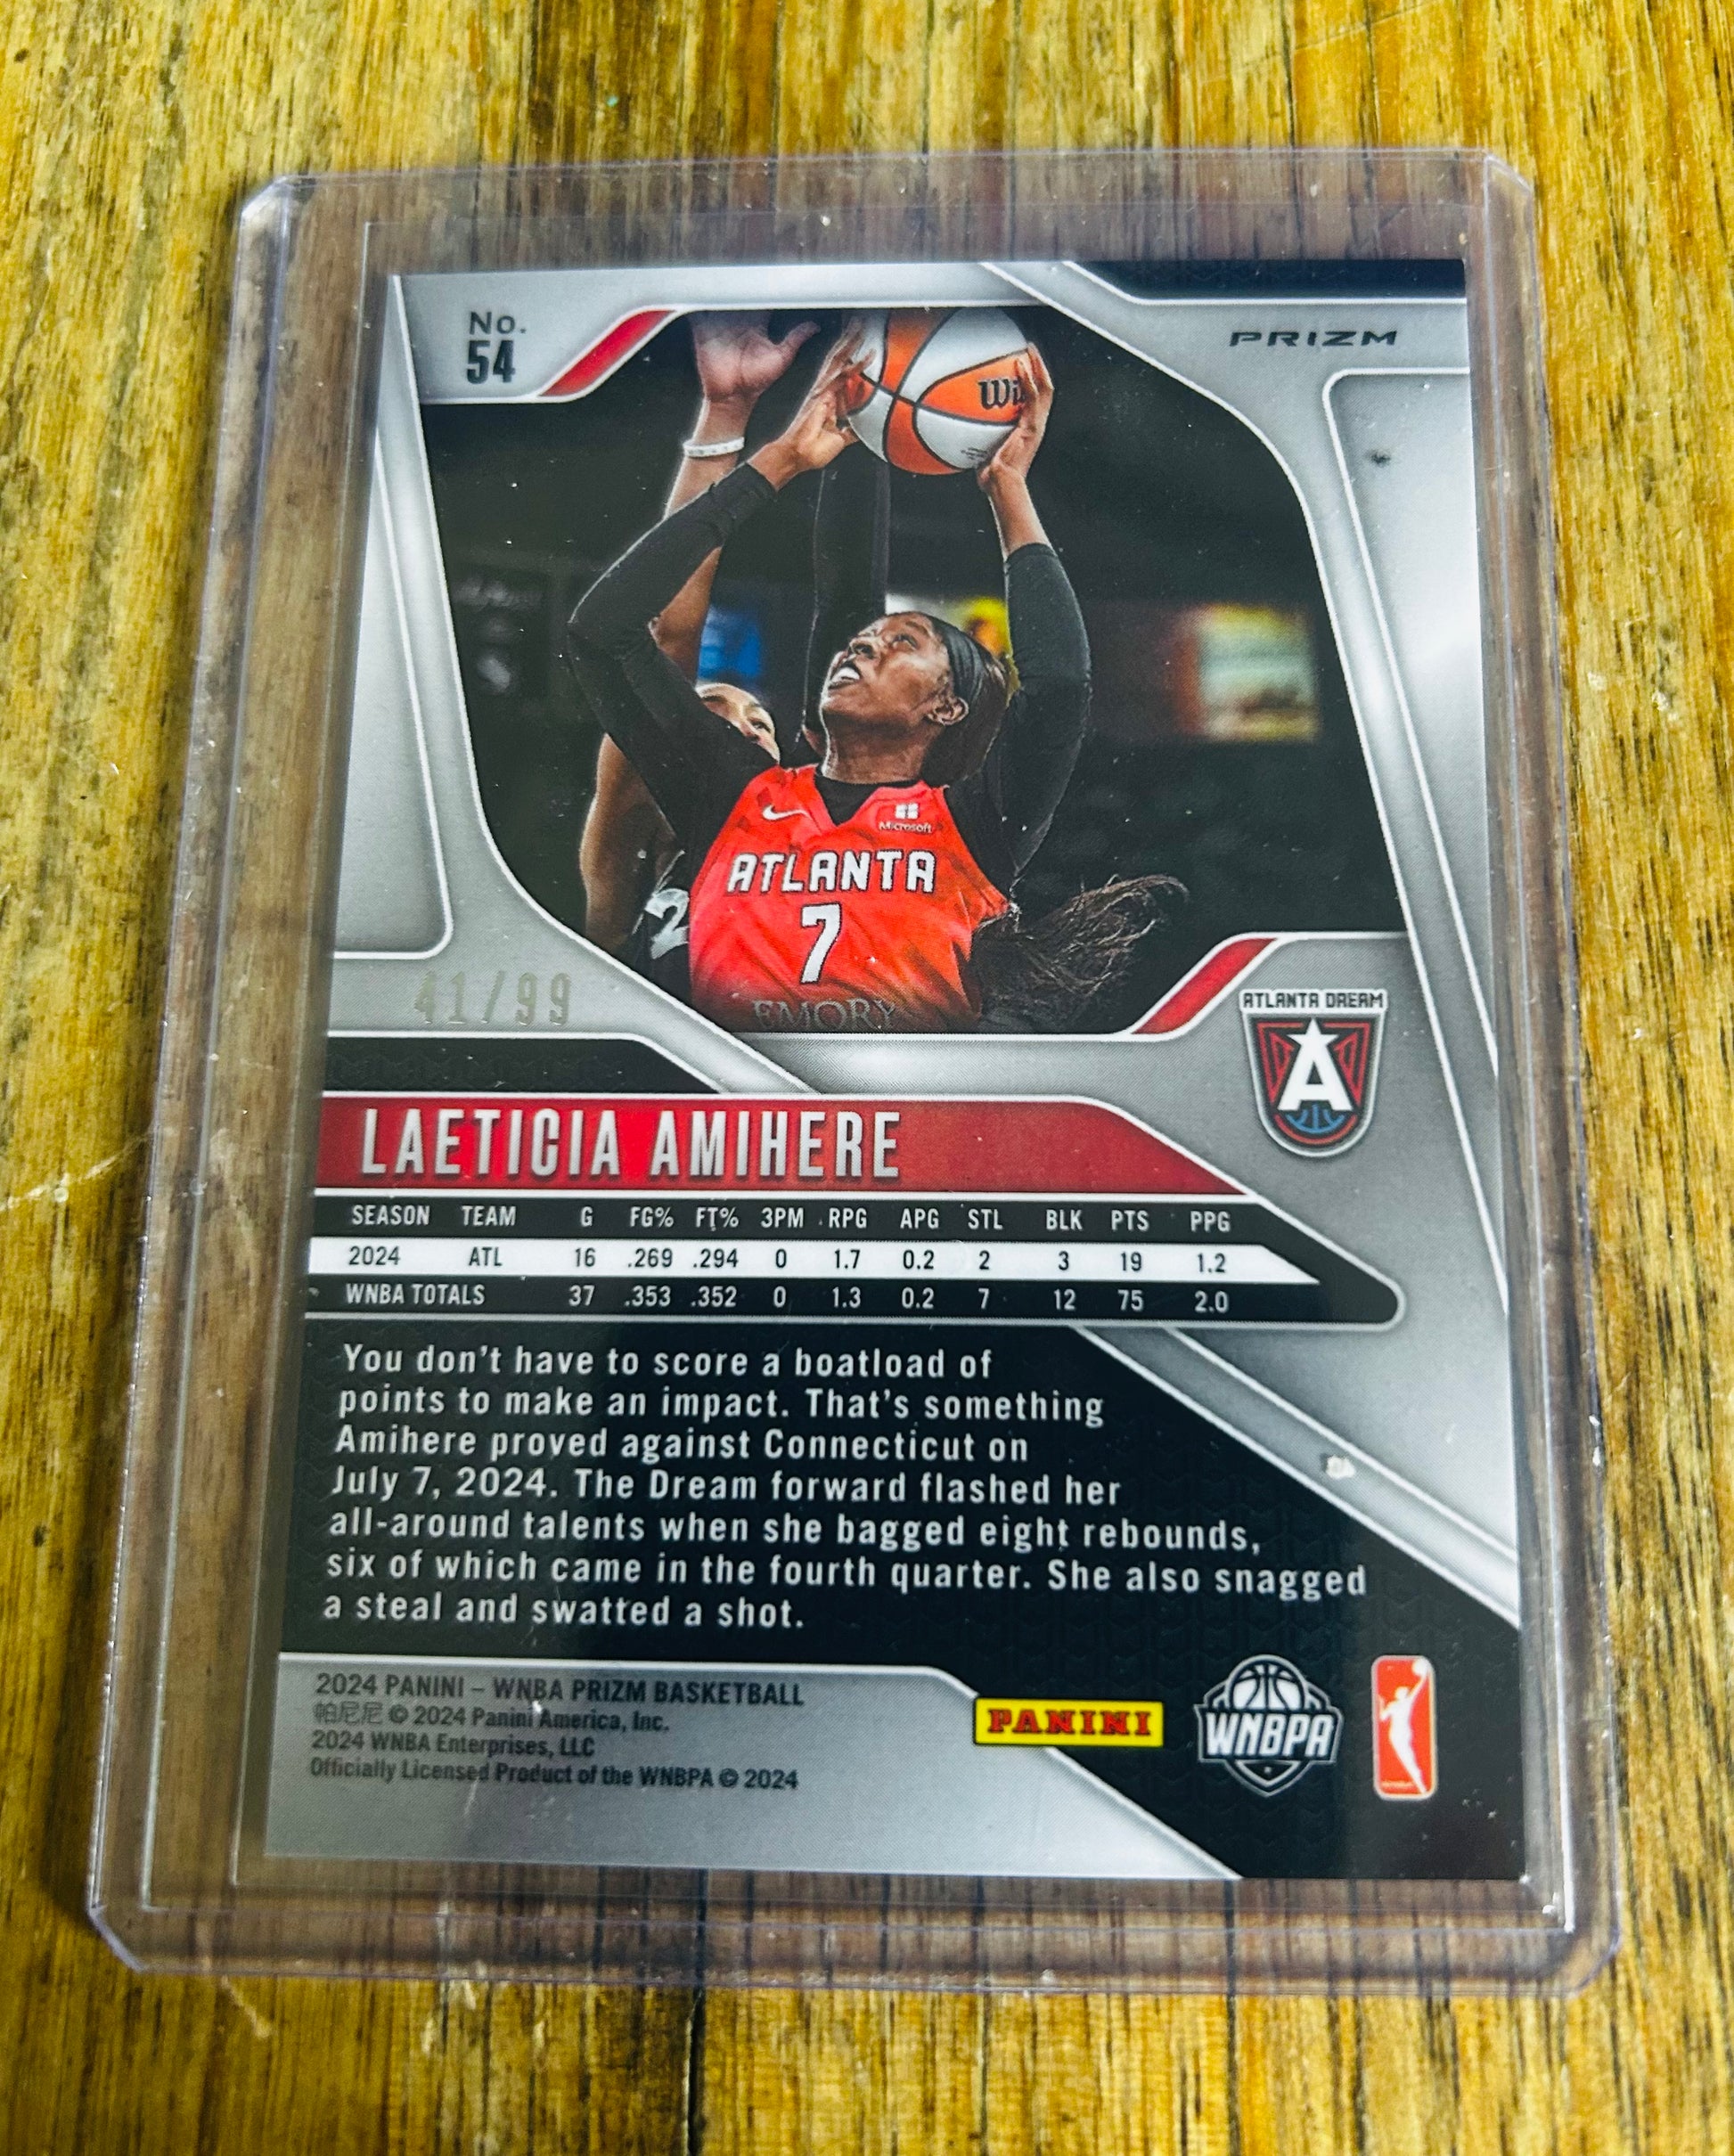 No.
54
PRIZM
Wi
Microsoft
ATLANTA
7
2
EMORY
41/99
ATLANTA DREAM
A
LAETICIA AMIHERE
SEASON TEAM G FG% FT% 3PM RPG APG STL BLK PTS PPG
2024 ATL 16 .269 .294 0 1.7 0.2 2 3 19 1.2
WNBA TOTALS 37 .353 .352 0 1.3 0.2 7 12 75 2.0
You don't have to score a boatload of
points to make an impact. That's something
Amihere proved against Connecticut on
July 7, 2024. The Dream forward flashed her
all-around talents when she bagged eight rebounds,
six of which came in the fourth quarter. She also snagged
a steal and swatted a shot.
2024 PANINI – WNBA PRIZM BASKETBALL
帕尼尼 © 2024 Panini America, Inc.
2024 WNBA Enterprises, LLC
Officially Licensed Product of the WNBPA © 2024
PANINI
WNBPA